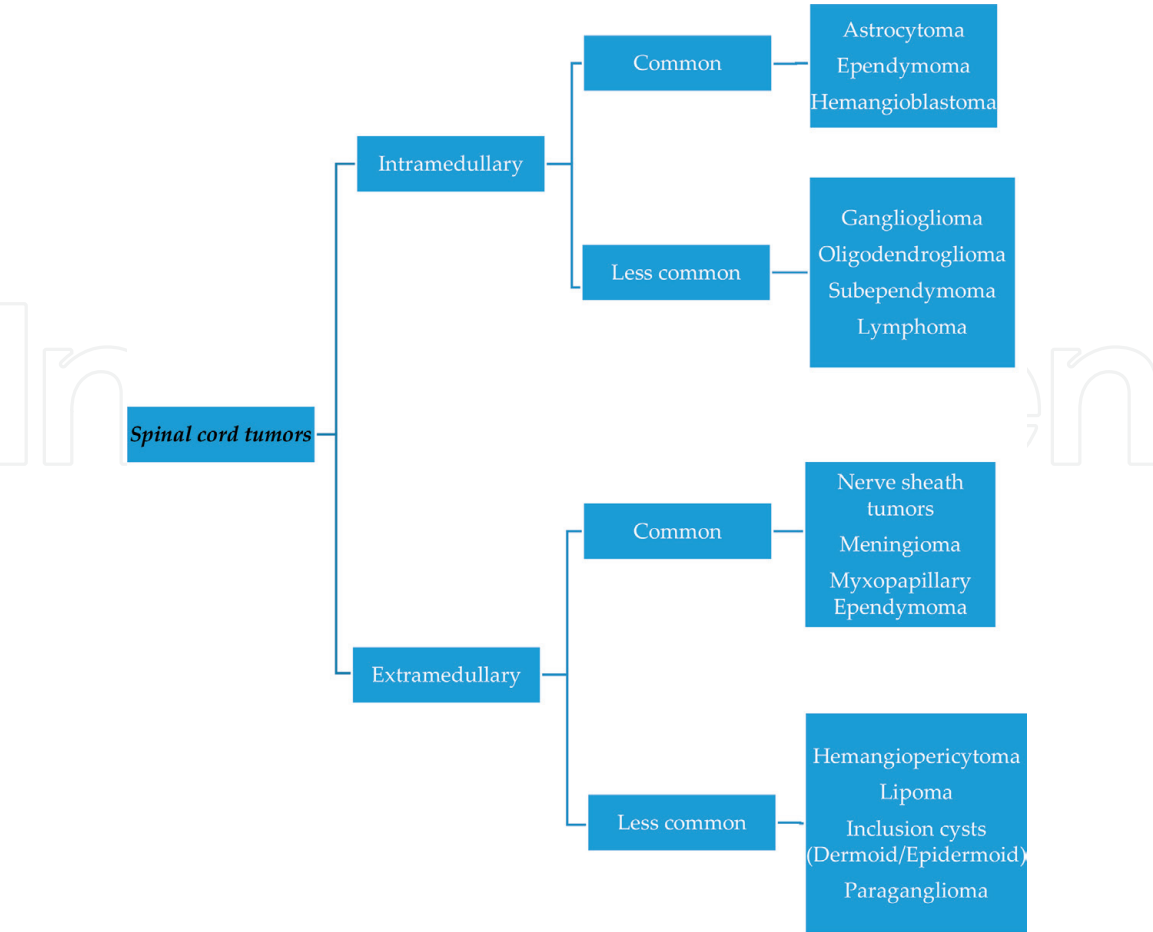 Spinal cord tumors
Intramedullary
Common
Astrocytoma
Ependymoma
Hemangioblastoma
Less common
Ganglioglioma
Oligodendroglioma
Subependymoma
Lymphoma
Extramedullary
Common
Nerve sheath
tumors
Meningioma
Myxopapillary
Ependymoma
Less common
Hemangiopericytoma
Lipoma
Inclusion cysts
(Dermoid/Epidermoid)
Paraganglioma